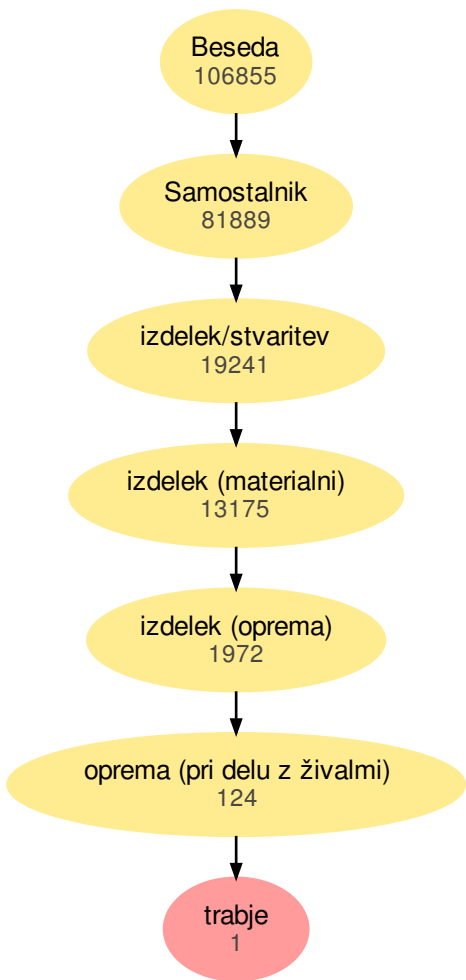 Beseda
106855
Samostalnik
81889
izdelek/stvaritev
19241
izdelek (materialni)
13175
izdelek (oprema)
1972
oprema (pri delu z živalmi)
124
trabje
1